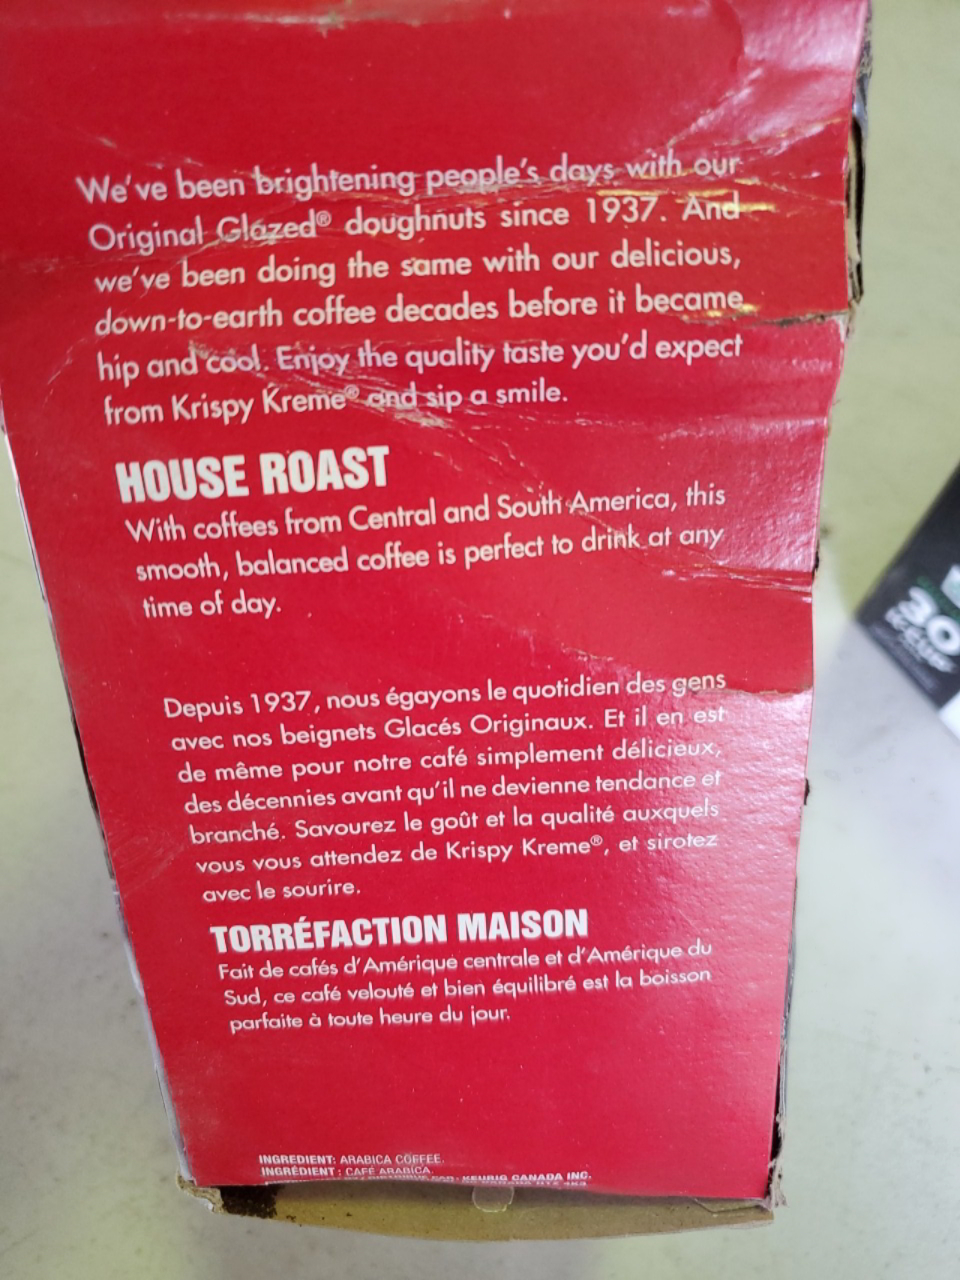 We've been brightening people's days with our
Original Glazed® doughnuts since 1937. And
we've been doing the same with our delicious,
down-to-earth coffee decades before it became
hip and cool. Enjoy the quality taste you'd expect
from Krispy Kreme® and sip a smile.
HOUSE ROAST
With coffees from Central and South America, this
smooth, balanced coffee is perfect to drink at any
time of day.
Depuis 1937, nous égayons le quotidien des gens
avec nos beignets Glacés Originaux. Et il en est
de même pour notre café simplement délicieux,
des décennies avant qu'il ne devienne tendance et
branché. Savourez le goût et la qualité auxquels
vous vous attendez de Krispy Kreme®, et sirotez
avec le sourire.
TORRÉFACTION MAISON
Fait de cafés d'Amérique centrale et d'Amérique du
Sud, ce café velouté et bien équilibré est la boisson
parfaite à toute heure du jour.
INGREDIENT: ARABICA COFFEE.
INGRÉDIENT : CAFÉ ARABICA.
KEURIG CANADA INC.
30